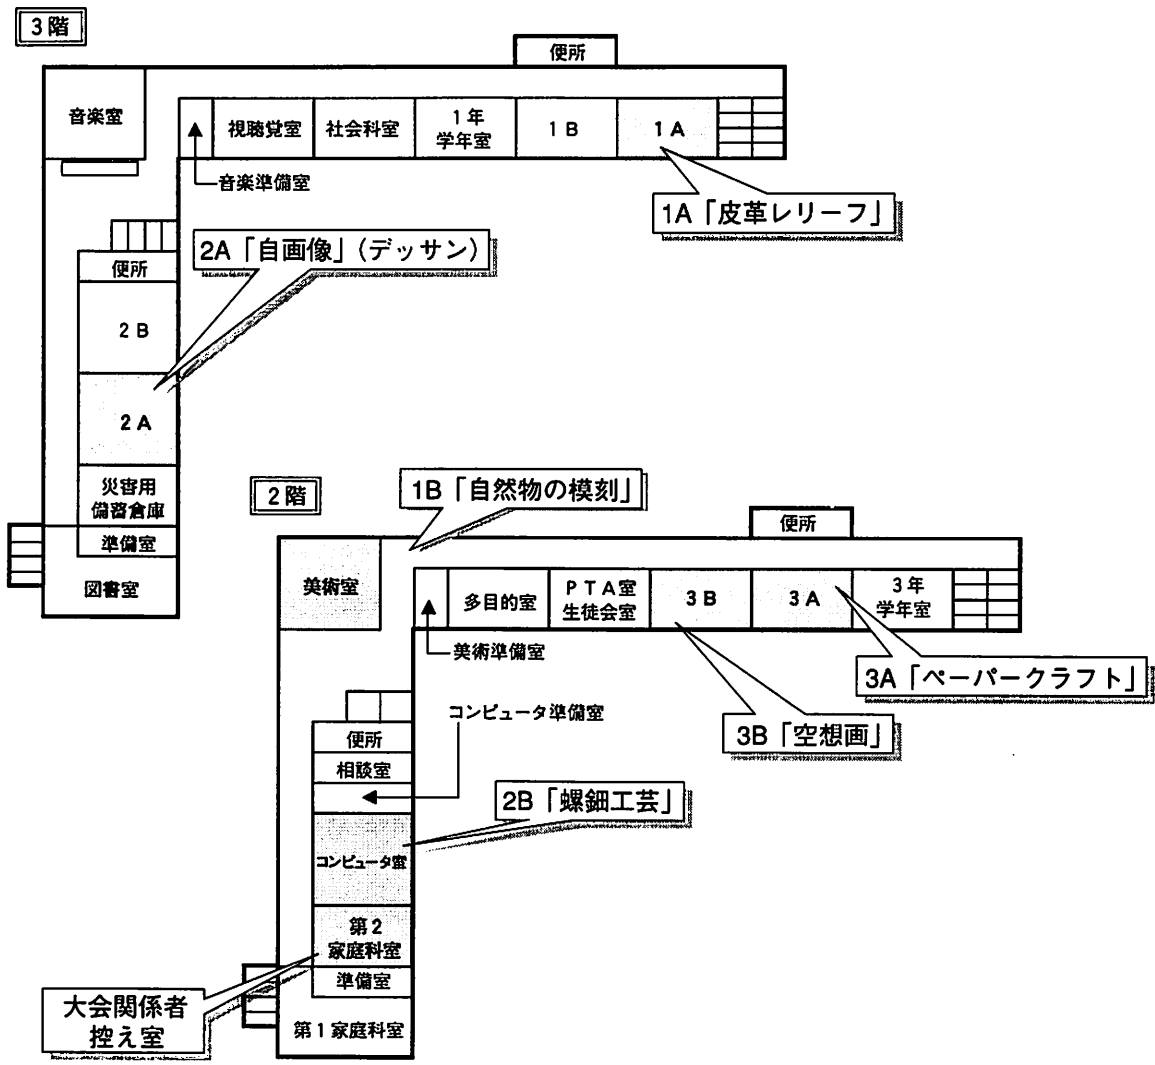 3階
便所
音楽室
視聴覚室
社会科室
1年
学年室
1B
1A
音楽準備室
1A「皮革レリーフ」
2A「自画像」(デッサン)
便所
2B
2A
災害用
備蓄倉庫
準備室
図書室
2階
1B「自然物の模刻」
便所
美術室
多目的室
PTA室
生徒会室
3B
3A
3年
学年室
美術準備室
3A「ペーパークラフト」
コンピュータ準備室
3B「空想画」
便所
相談室
2B「螺鈿工芸」
コンピュータ室
第2
家庭科室
準備室
大会関係者
控え室
第1家庭科室